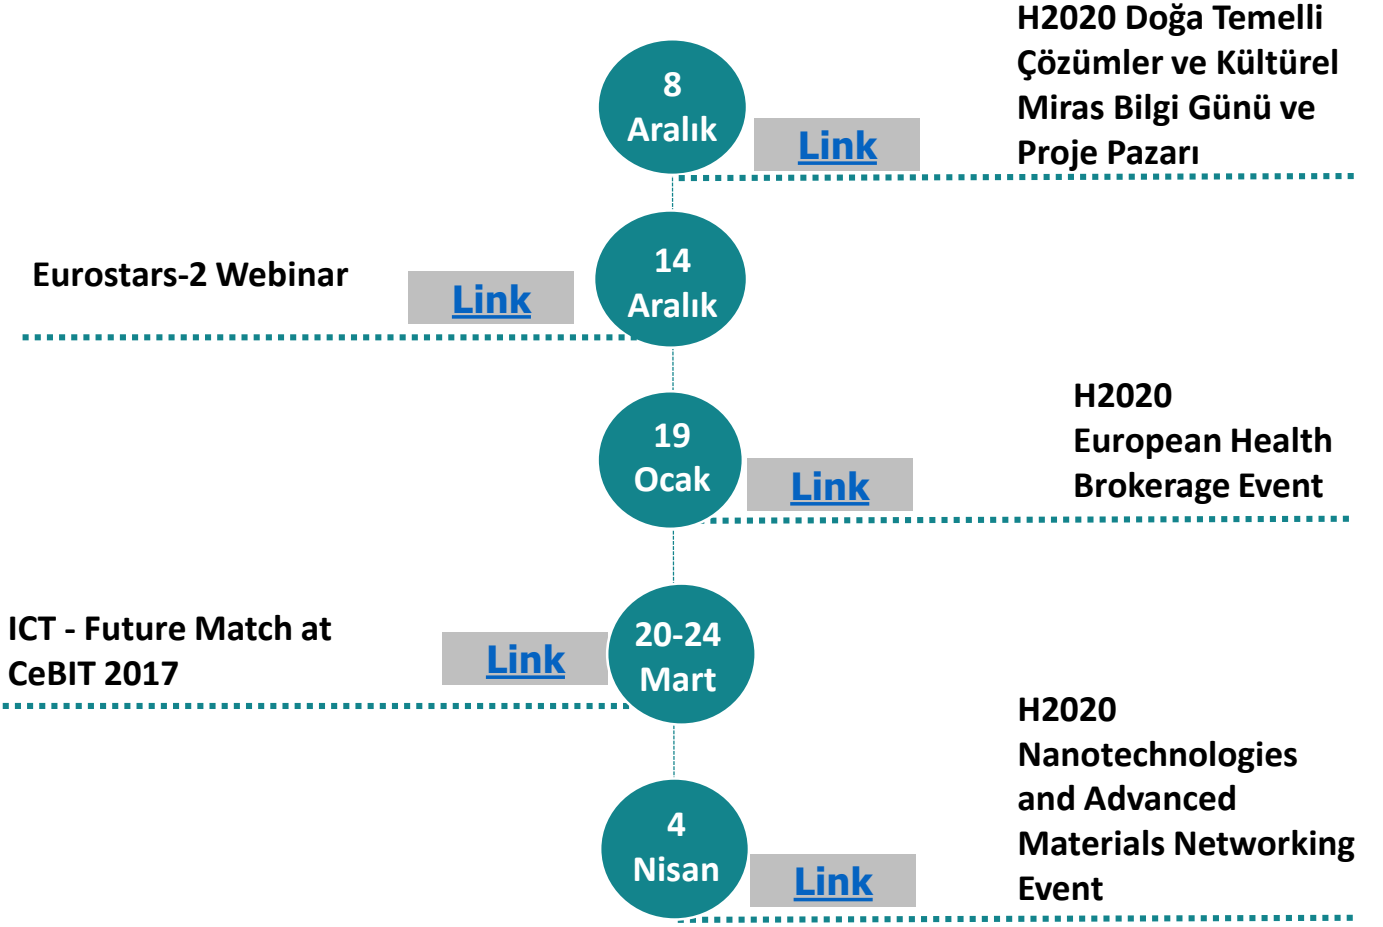 8
Aralık
Link
H2020 Doğa Temelli
Çözümler ve Kültürel
Miras Bilgi Günü ve
Proje Pazarı
Eurostars-2 Webinar
Link
14
Aralık
19
Ocak
Link
H2020
European Health
Brokerage Event
ICT - Future Match at
CeBIT 2017
Link
20-24
Mart
4
Nisan
Link
H2020
Nanotechnologies
and Advanced
Materials Networking
Event